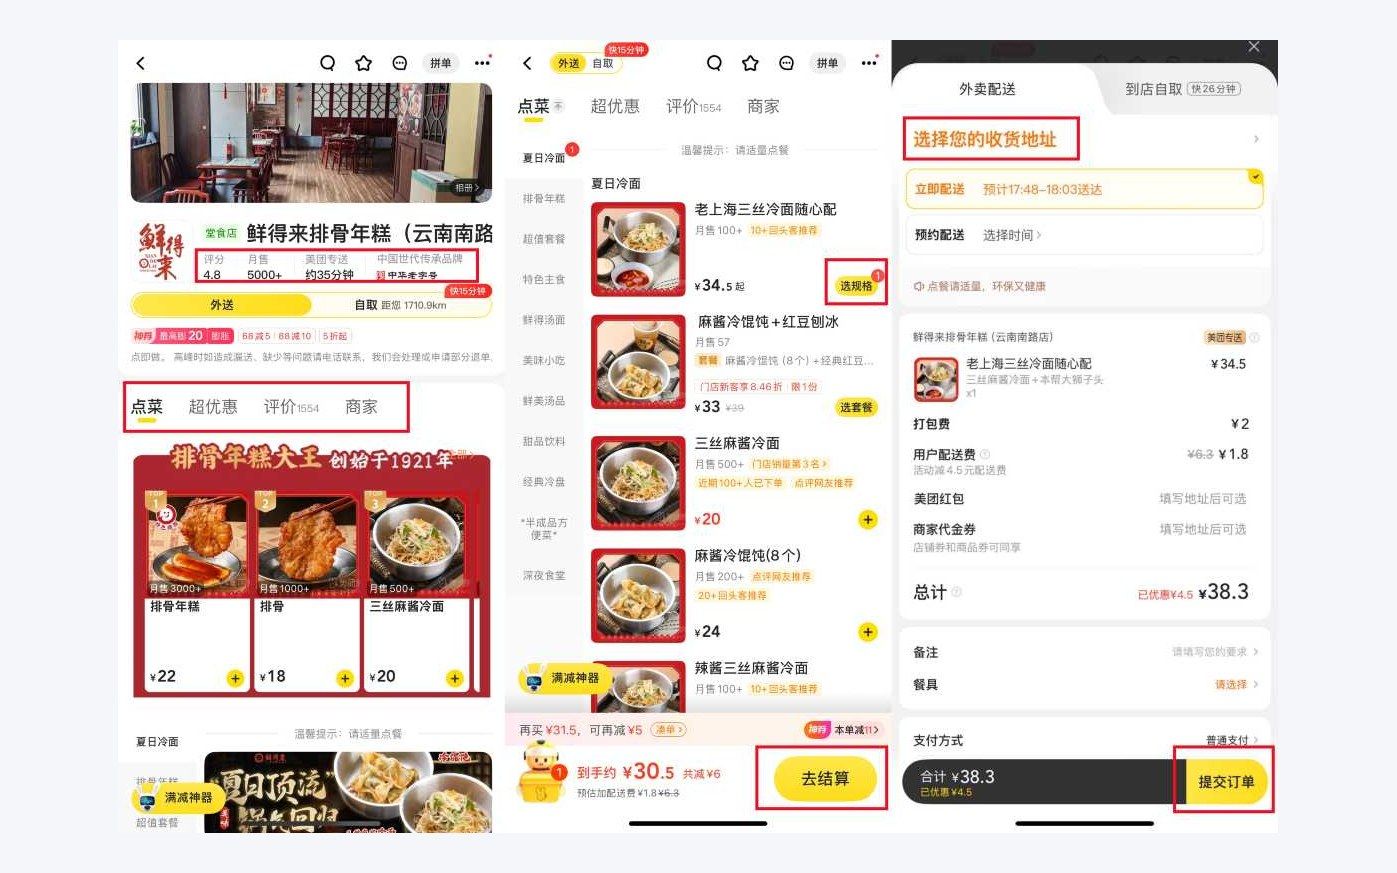 拼单
相册>
鲜得来
堂食店 鲜得来排骨年糕（云南南路
评分 月售 美团专送 中国世代传承品牌
4.8 5000+ 约35分钟 中华老字号
快15分钟
外送 自取 距您 1710.9km
神券 最高膨 20 膨胀 68减5 88减10 5折起
点即做。 高峰时如造成漏送、缺少等问题请电话联系。我们会处理或申请部分退单。
点菜 超优惠 评价1554 商家
排骨年糕大王 创始于1921年
TOP 1 TOP 2 TOP 3
月售 3000+ 月售 1000+ 月售 500+
排骨年糕 排骨 三丝麻酱冷面
¥22 ¥18 ¥20
夏日冷面 温馨提示：请适量点餐
排骨年糕
满减神器
超值套餐
夏日顶流
快15分钟
外送 自取 拼单
点菜 超优惠 评价1554 商家
夏日冷面 1
排骨年糕
超值套餐
特色主食
鲜得汤面
美味小吃
鲜美汤品
甜品饮料
经典冷盘
*半成品方
便菜*
深夜食堂
温馨提示：请适量点餐
夏日冷面
老上海三丝冷面随心配
月售 100+ 10+回头客推荐
¥34.5 起 选规格 1
麻酱冷馄饨+红豆刨冰
月售 57
套餐 麻酱冷馄饨 (8个) +经典红豆...
门店新客享8.46折 限1份
¥33 ¥39 选套餐
三丝麻酱冷面
月售 500+ 门店销量第3名>
近期100+人已下单 点评网友推荐
¥20
麻酱冷馄饨(8个)
月售 200+ 点评网友推荐
20+回头客推荐
¥24
辣酱三丝麻酱冷面
月售 100+ 10+回头客推荐
满减神器
再买 ¥31.5，可再减¥5 凑单> 神券 本单减11>
1 到手约 ¥30.5 共减¥6
预估加配送费 ¥1.8 ¥6.3
去结算
外卖配送 到店自取 快26分钟
选择您的收货地址
立即配送 预计17:48-18:03送达
预约配送 选择时间>
点餐请适量，环保又健康
鲜得来排骨年糕（云南南路店） 美团专送
老上海三丝冷面随心配 ¥34.5
三丝麻酱冷面+本帮大狮子头
x1
打包费 ¥2
用户配送费 ¥6.3 ¥1.8
活动减4.5元配送费
美团红包 填写地址后可选
商家代金券 填写地址后可选
店铺券和商品券可同享
总计 已优惠¥4.5 ¥38.3
备注 请填写您的要求 >
餐具 请选择 >
支付方式 普通支付 >
合计 ¥38.3
已优惠 ¥4.5
提交订单